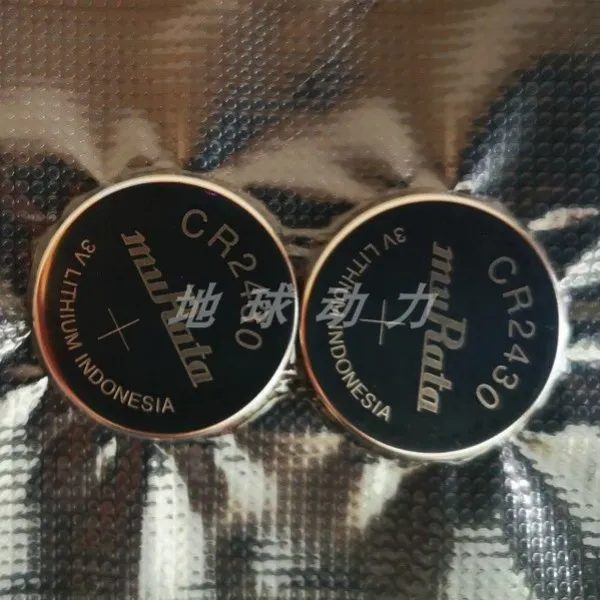 CR2430
muRata
3V LITHIUM INDONESIA
CR2430
muRata
3V LITHIUM INDONESIA
地球动力